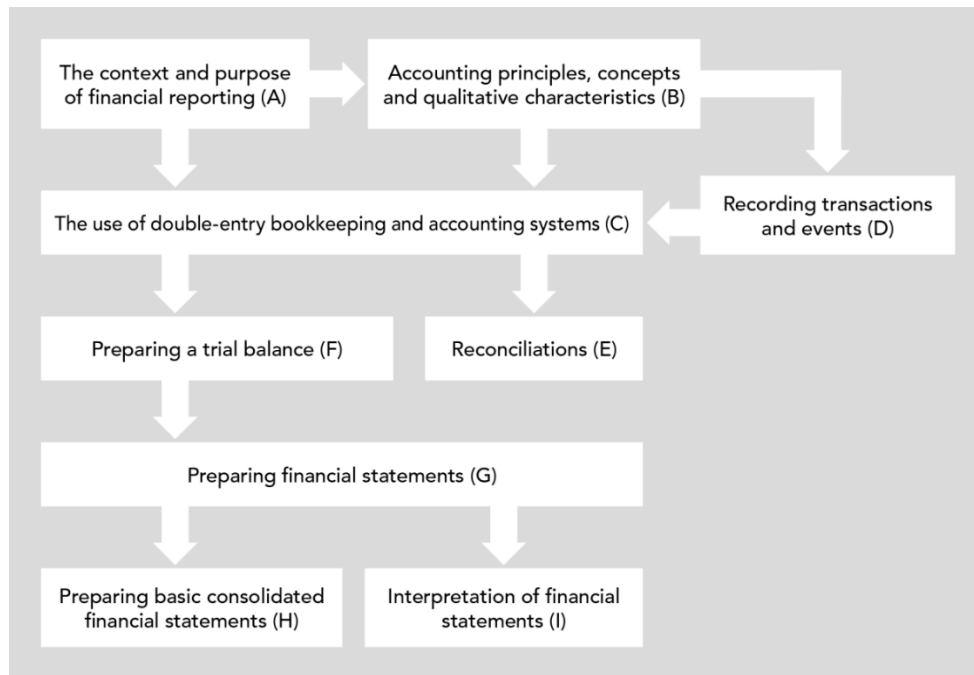 The context and purpose
of financial reporting (A)
Accounting principles, concepts
and qualitative characteristics (B)
The use of double-entry bookkeeping and accounting systems (C)
Recording transactions
and events (D)
Preparing a trial balance (F)
Reconciliations (E)
Preparing financial statements (G)
Preparing basic consolidated
financial statements (H)
Interpretation of financial
statements (I)